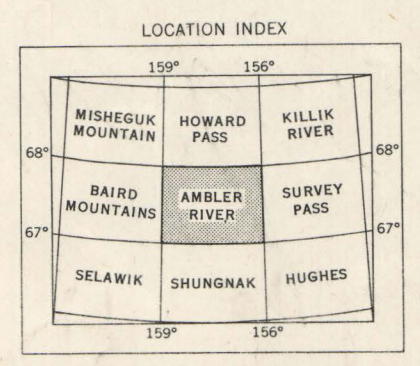 LOCATION INDEX
159° 156°
MISHEGUK
MOUNTAIN
HOWARD
PASS
KILLIK
RIVER
68° 68°
BAIRD
MOUNTAINS
AMBLER
RIVER
SURVEY
PASS
67° 67°
SELAWIK
SHUNGNAK
HUGHES
159° 156°